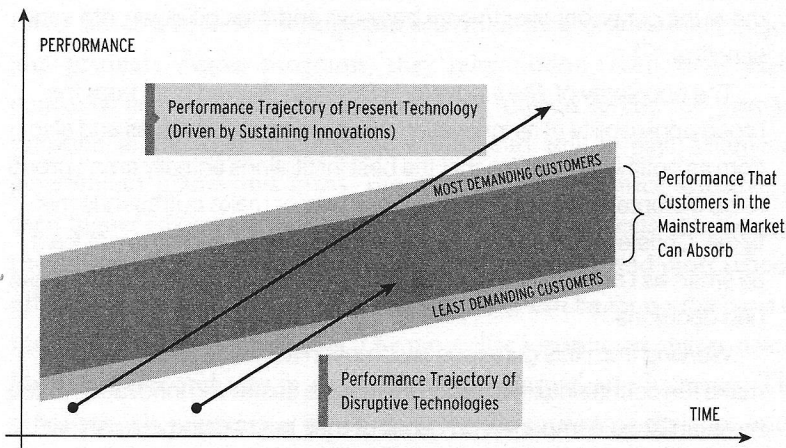 PERFORMANCE
Performance Trajectory of Present Technology
(Driven by Sustaining Innovations)
MOST DEMANDING CUSTOMERS
Performance That
Customers in the
Mainstream Market
Can Absorb
LEAST DEMANDING CUSTOMERS
Performance Trajectory of
Disruptive Technologies
TIME